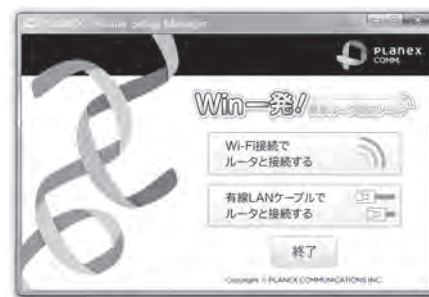 Setup Manager
PLANEX
COMM.
Win一発!
Wi-Fi接続で
ルータと接続する
有線LANケーブルで
ルータと接続する
終了
Copyright © PLANEX COMMUNICATIONS INC.